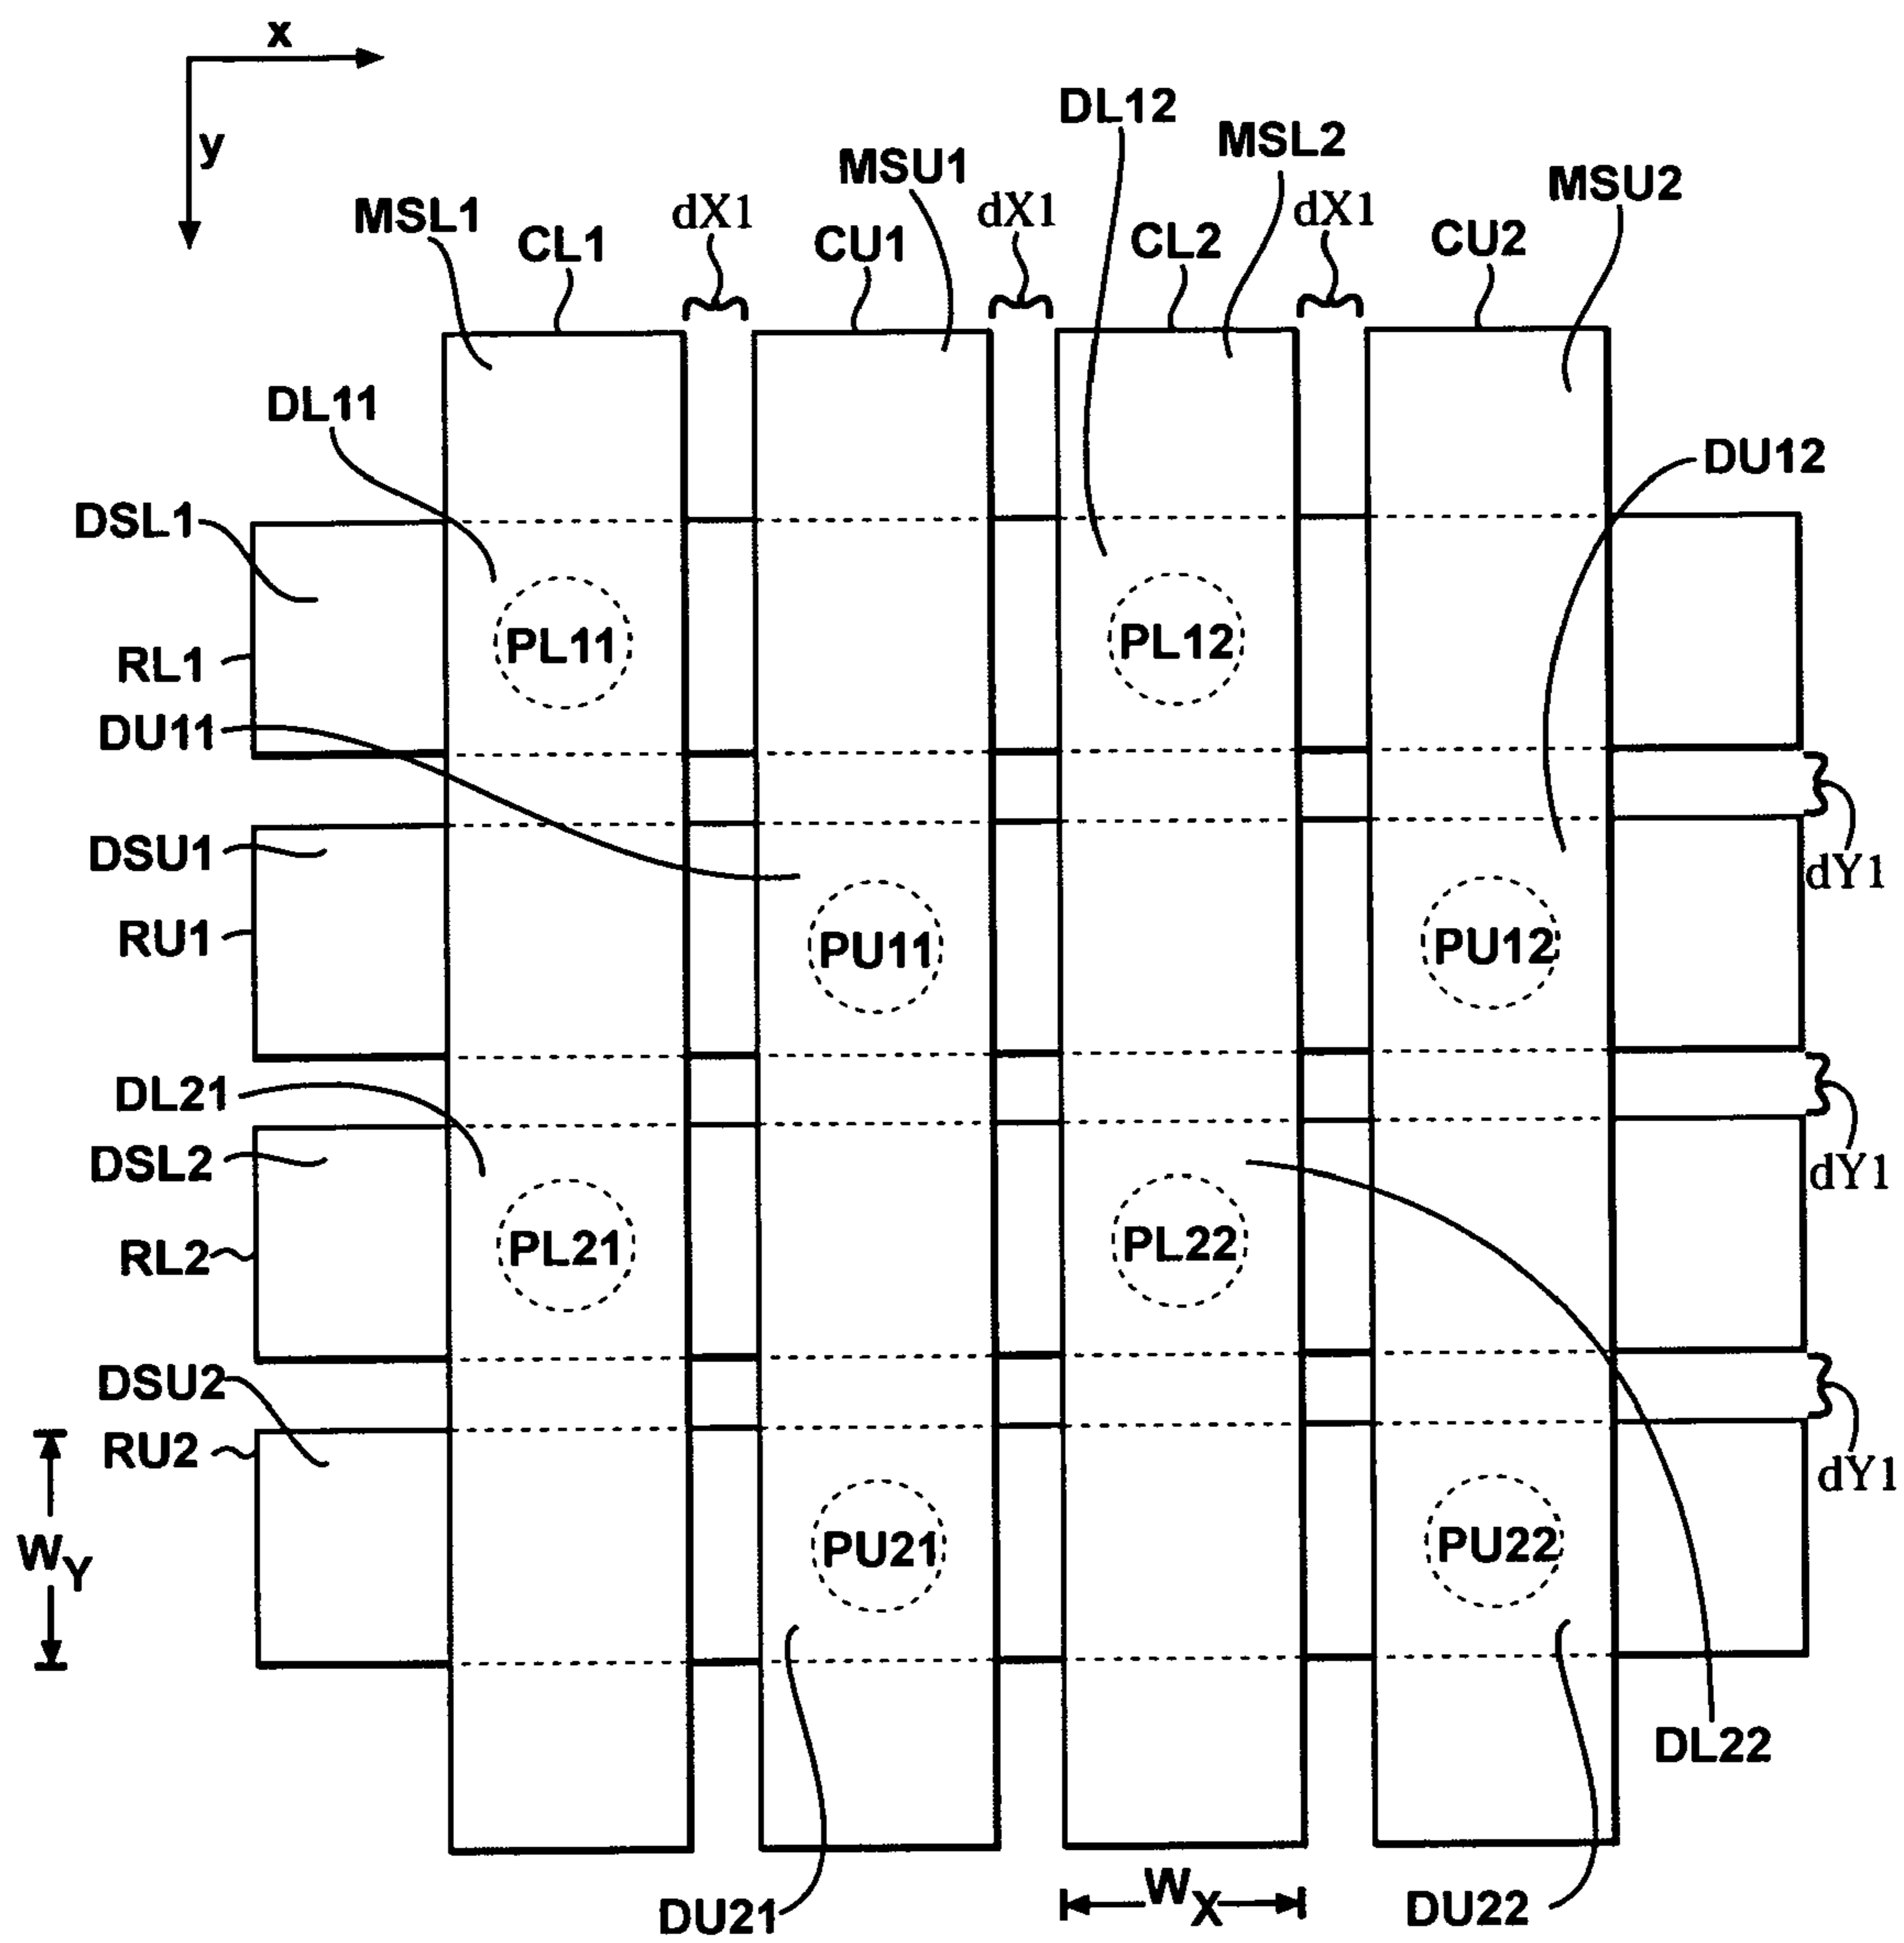 x
y
DL12
MSL2
MSU1
MSU2
MSL1
dX1
dX1
dX1
CL1
CU1
CL2
CU2
DL11
DU12
DSL1
PL11
PL12
RL1
DU11
DSU1
dY1
RU1
PU11
PU12
DL21
DSL2
dY1
RL2
PL21
PL22
DSU2
RU2
dY1
WY
PU21
PU22
DL22
WX
DU21
DU22